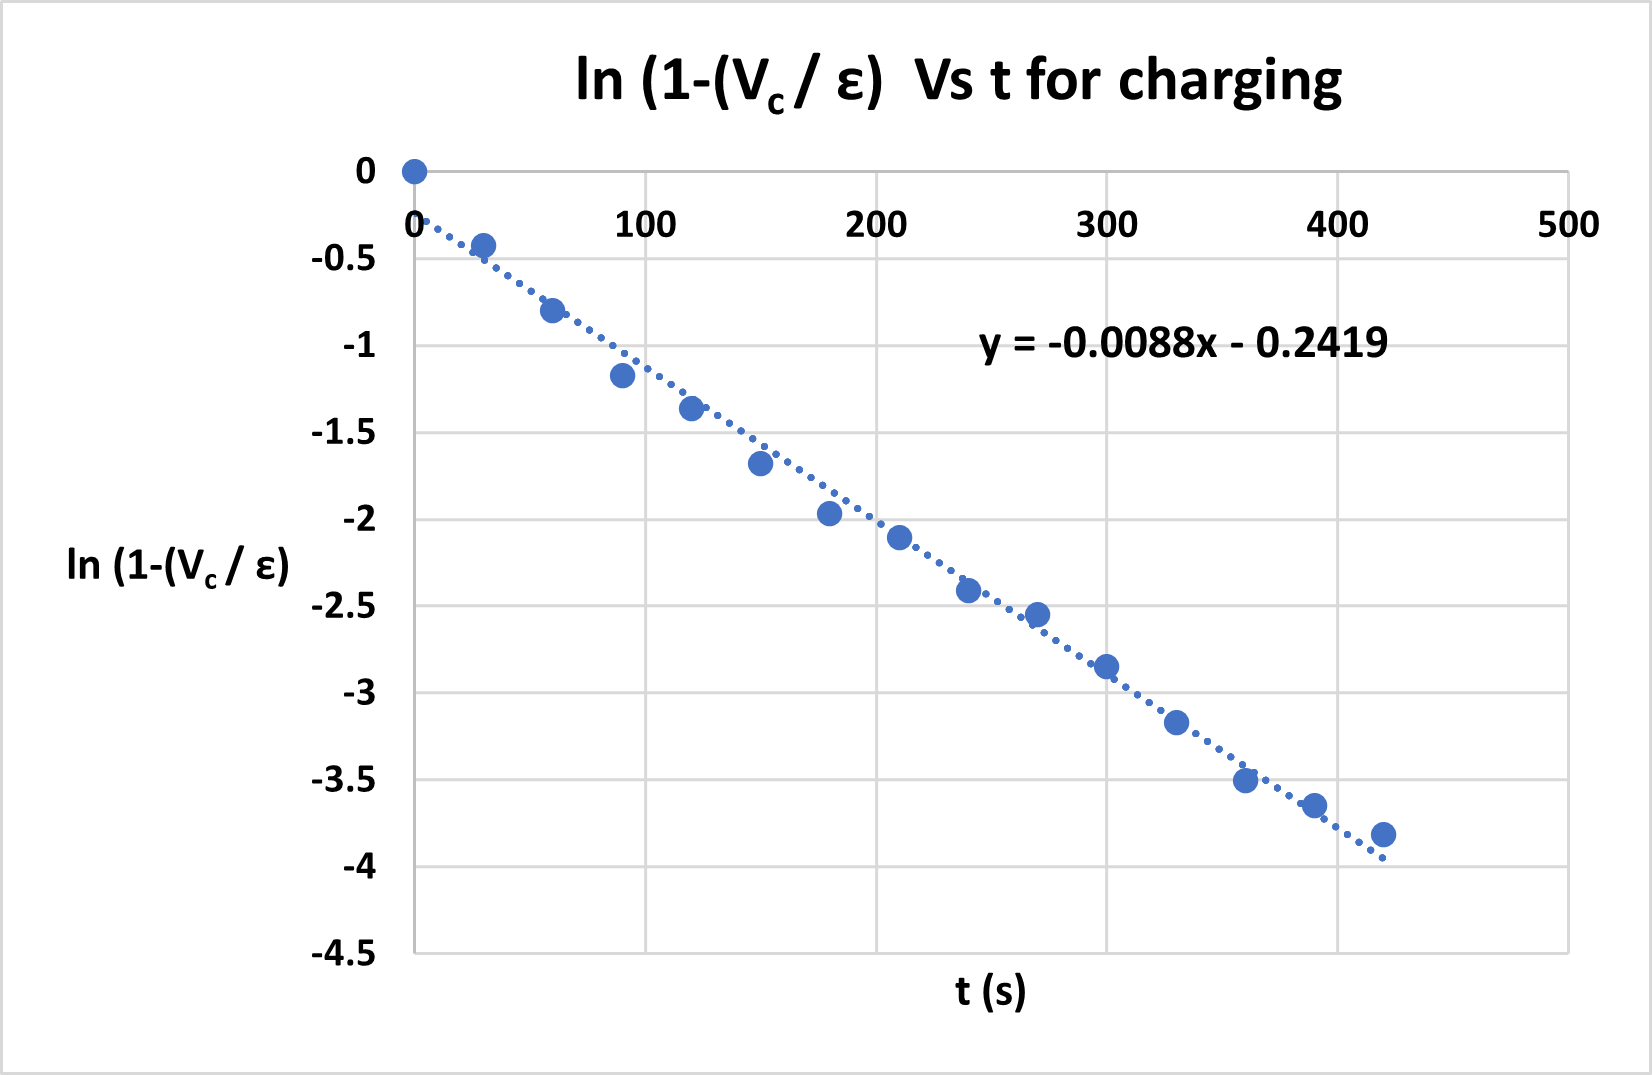 ln (1-(Vc / ε)  Vs t for charging
0
0 100 200 300 400 500
-0.5
y = -0.0088x - 0.2419
-1
-1.5
-2
ln (1-(Vc / ε)
-2.5
-3
-3.5
-4
-4.5
t (s)